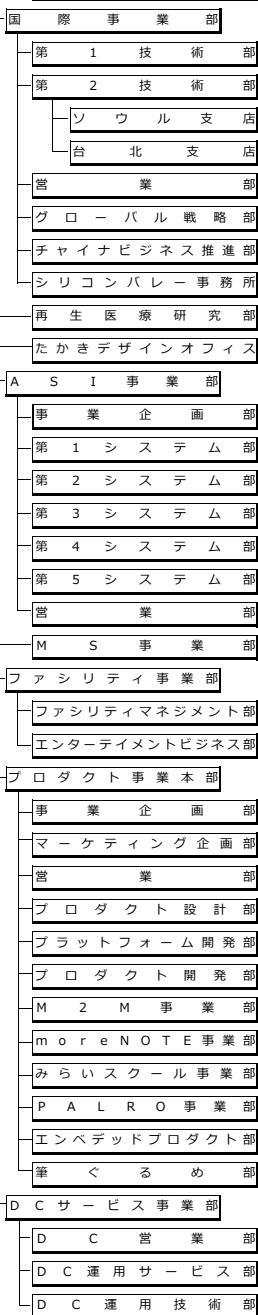 国際事業部
第1技術部
第2技術部
ソウル支店
台北支店
営業部
グローバル戦略部
チャイナビジネス推進部
シリコンバレー事務所
再生医療研究部
たかきデザインオフィス
ASI事業部
事業企画部
第1システム部
第2システム部
第3システム部
第4システム部
第5システム部
営業部
MS事業部
ファシリティ事業部
ファシリティマネジメント部
エンターテイメントビジネス部
プロダクト事業本部
事業企画部
マーケティング企画部
営業部
プロダクト設計部
プラットフォーム開発部
プロダクト開発部
M2M事業部
moreNOTE事業部
みらいスクール事業部
PALRO事業部
エンベデッドプロダクト部
筆ぐるめ部
DCサービス事業部
DC営業部
DC運用サービス部
DC運用技術部